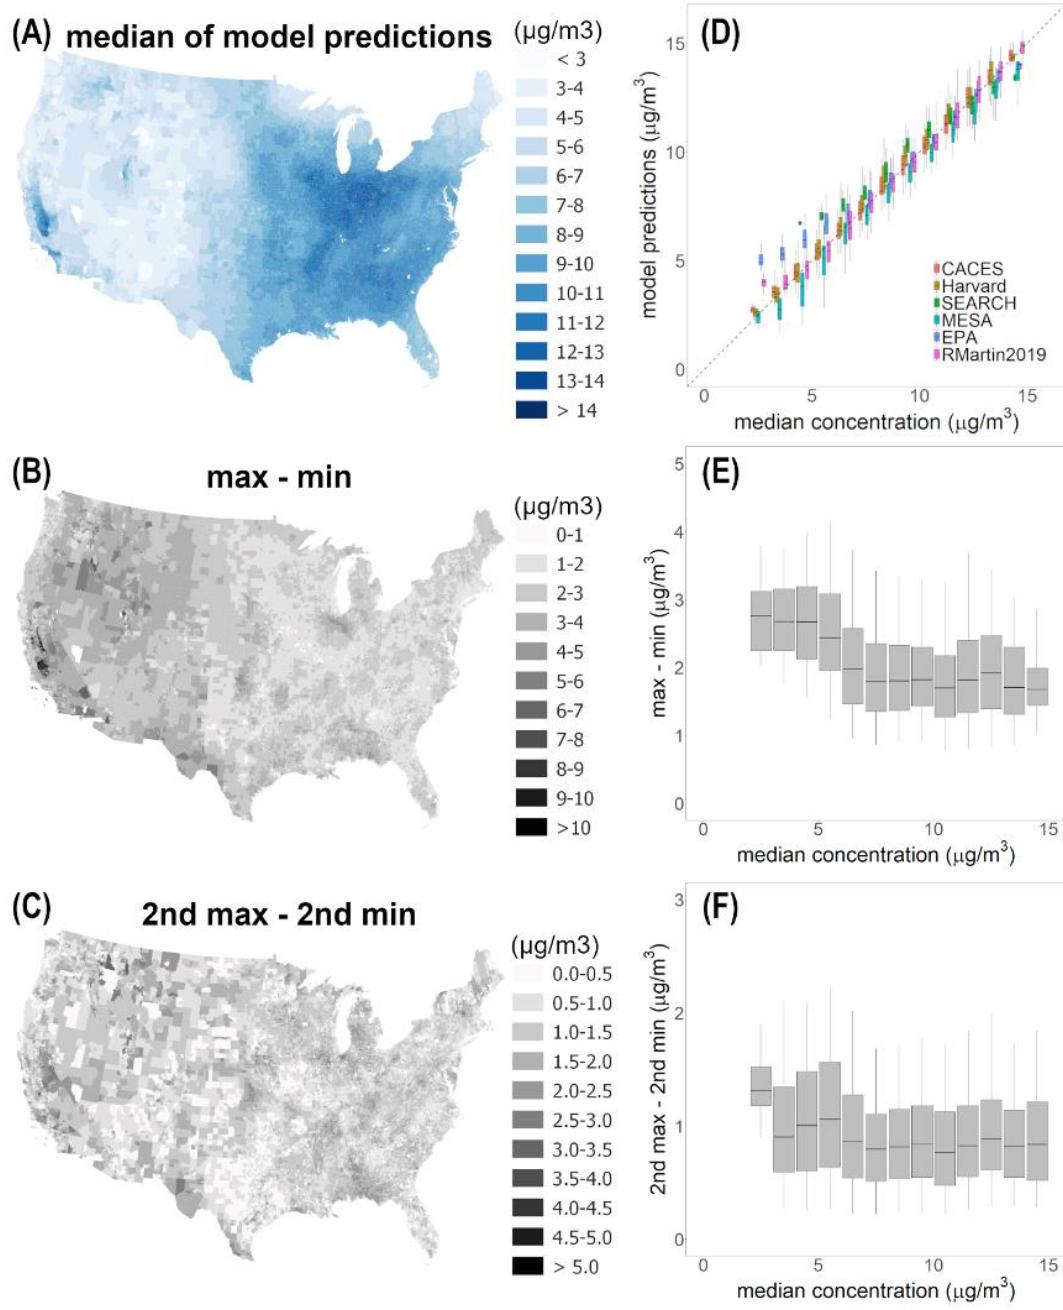 (A) median of model predictions
(µg/m3)
< 3
3-4
4-5
5-6
6-7
7-8
8-9
9-10
10-11
11-12
12-13
13-14
> 14
(D)
model predictions (µg/m³)
15
10
5
0
CACES
Harvard
SEARCH
MESA
EPA
RMartin2019
0 5 10 15
median concentration (µg/m³)
(B) max - min
(µg/m3)
0-1
1-2
2-3
3-4
4-5
5-6
6-7
7-8
8-9
9-10
>10
(E)
max - min (µg/m³)
5
4
3
2
1
0
0 5 10 15
median concentration (µg/m³)
(C) 2nd max - 2nd min
(µg/m3)
0.0-0.5
0.5-1.0
1.0-1.5
1.5-2.0
2.0-2.5
2.5-3.0
3.0-3.5
3.5-4.0
4.0-4.5
4.5-5.0
> 5.0
(F)
2nd max - 2nd min (µg/m³)
3
2
1
0
0 5 10 15
median concentration (µg/m³)